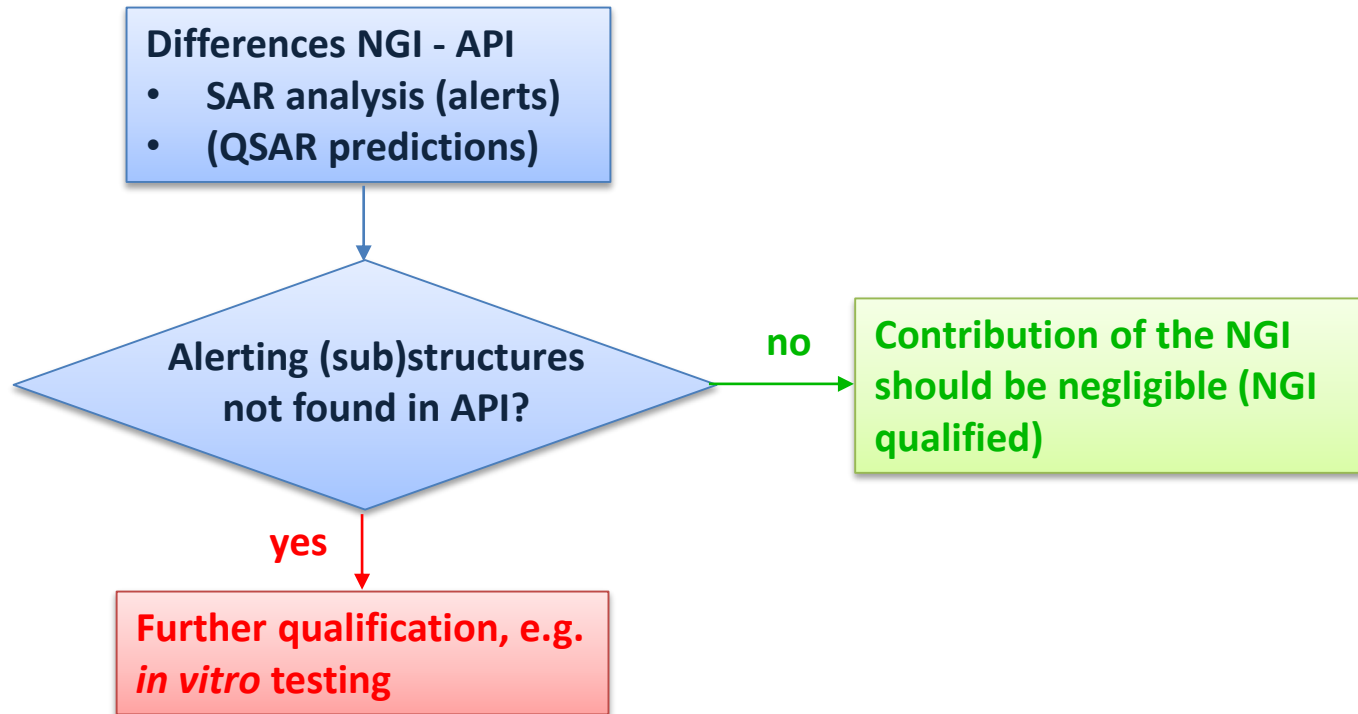 Differences NGI - API
• SAR analysis (alerts)
• (QSAR predictions)
Alerting (sub)structures
not found in API?
no
Contribution of the NGI
should be negligible (NGI
qualified)
yes
Further qualification, e.g.
in vitro testing